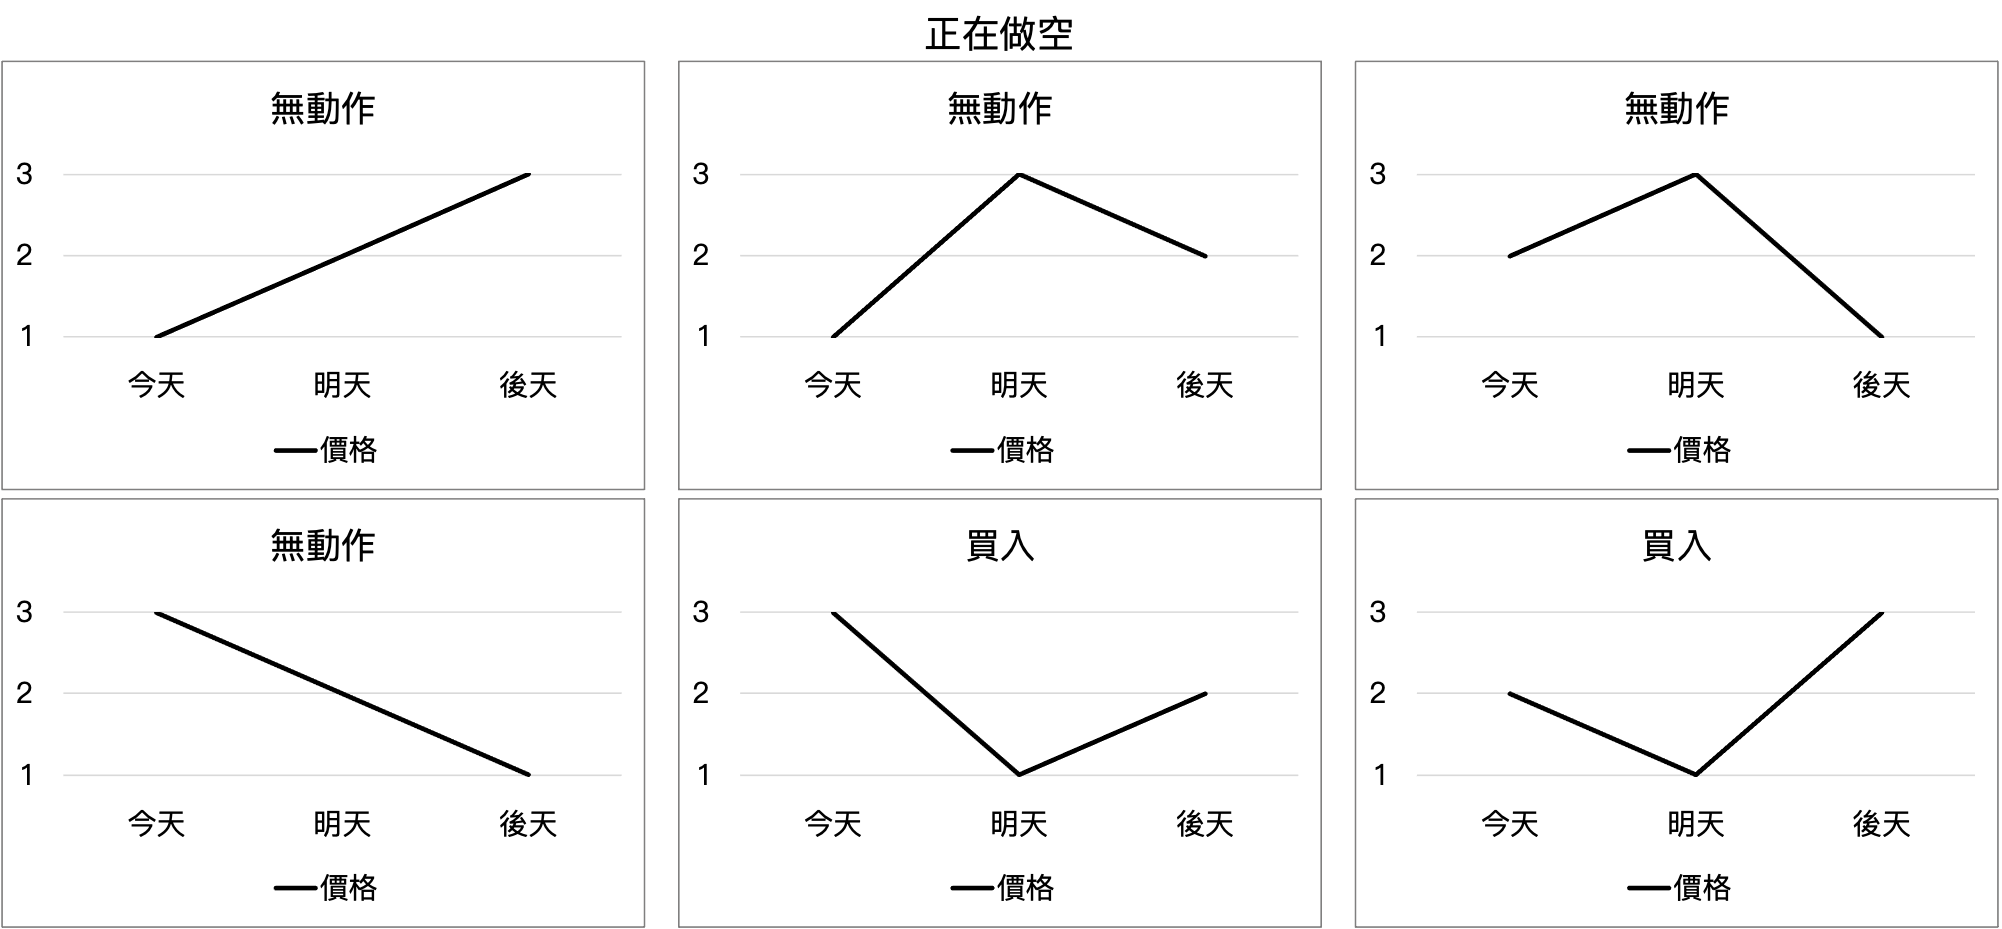 正在做空
無動作
3
2
1
今天 明天 後天
價格
無動作
3
2
1
今天 明天 後天
價格
無動作
3
2
1
今天 明天 後天
價格
無動作
3
2
1
今天 明天 後天
價格
買入
3
2
1
今天 明天 後天
價格
買入
3
2
1
今天 明天 後天
價格